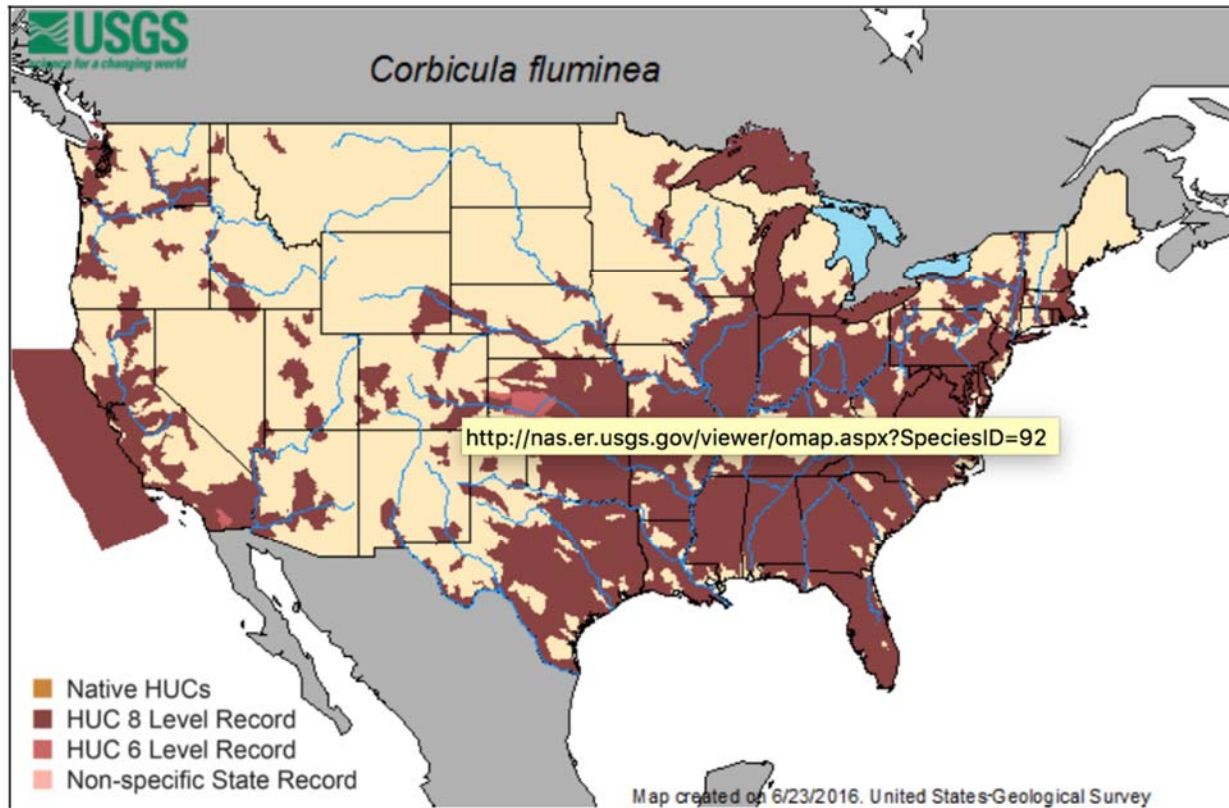 USGS
science for a changing world
Corbicula fluminea
http://nas.er.usgs.gov/viewer/omap.aspx?SpeciesID=92
Native HUCs
HUC 8 Level Record
HUC 6 Level Record
Non-specific State Record
Map created on 6/23/2016. United States Geological Survey